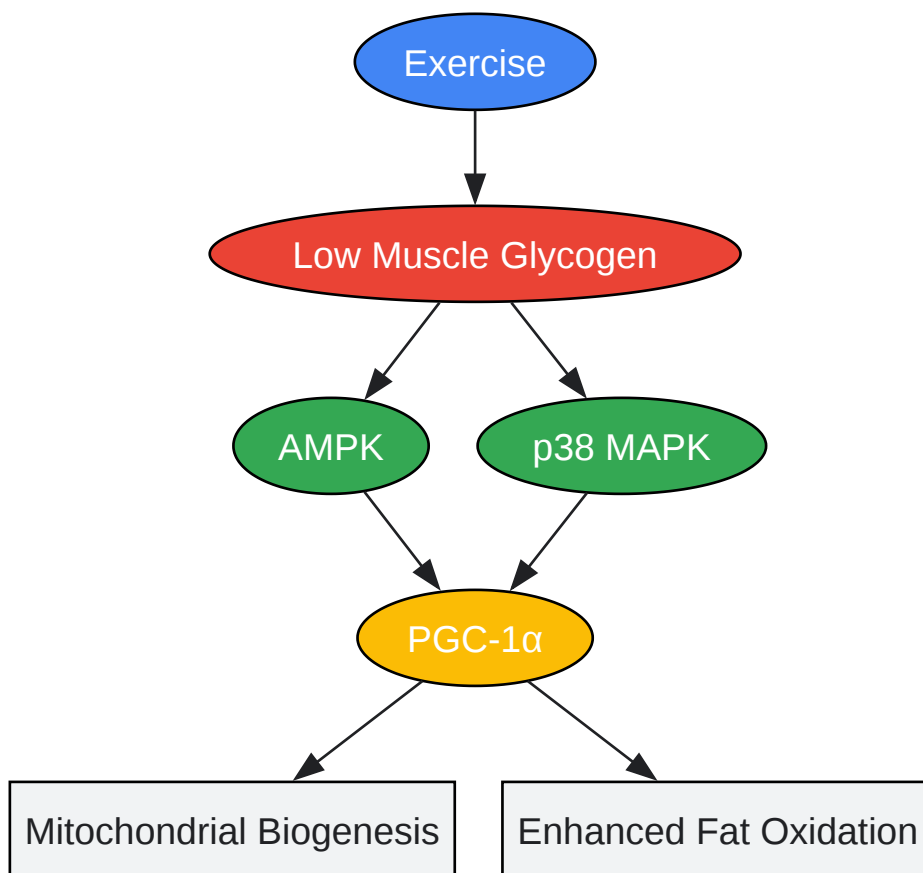 Exercise
Low Muscle Glycogen
AMPK
p38 MAPK
PGC-1α
Mitochondrial Biogenesis
Enhanced Fat Oxidation